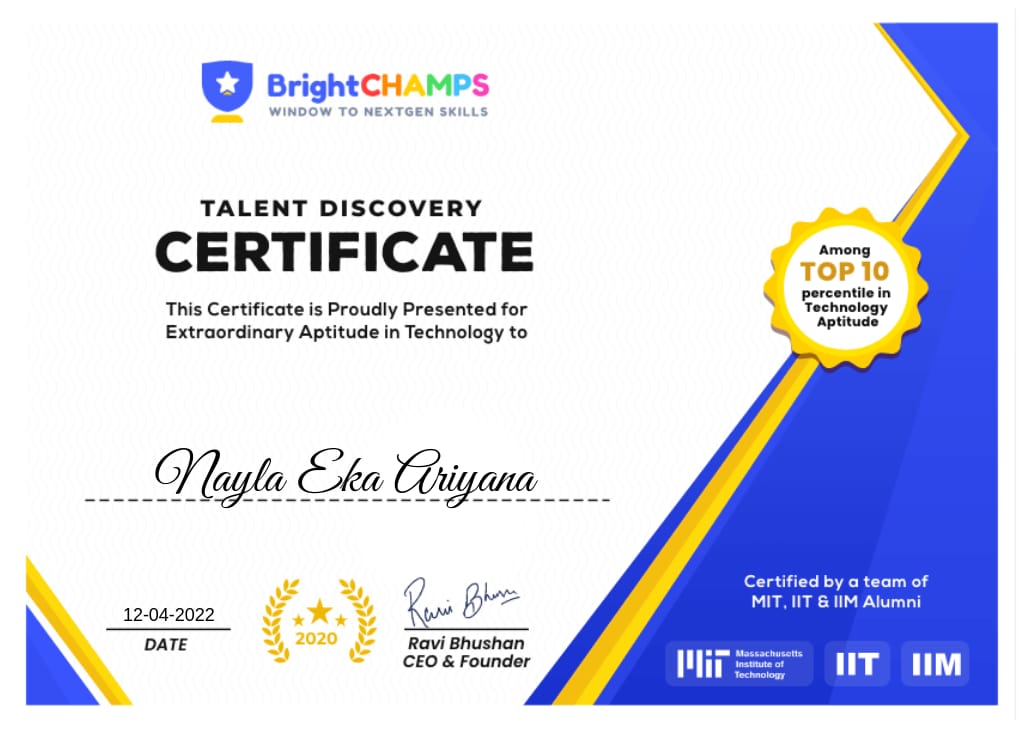 BrightCHAMPS
WINDOW TO NEXTGEN SKILLS
TALENT DISCOVERY
CERTIFICATE
This Certificate is Proudly Presented for
Extraordinary Aptitude in Technology to
Among
TOP 10
percentile in
Technology
Aptitude
Nayla Eka Ariyana
12-04-2022
DATE
2020
Ravi Bhushan
Ravi Bhushan
CEO & Founder
Certified by a team of
MIT, IIT & IIM Alumni
MIT
Massachusetts
Institute of
Technology
IIT
IIM